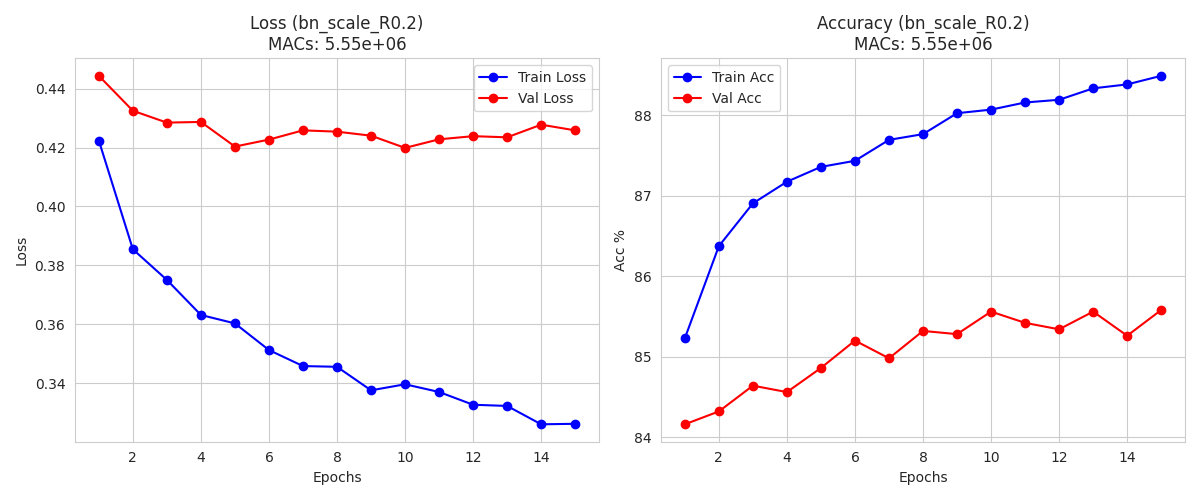 Loss (bn_scale_R0.2)
MACs: 5.55e+06
Train Loss
Val Loss
0.44
0.42
0.40
0.38
0.36
0.34
Loss
2 4 6 8 10 12 14
Epochs
Accuracy (bn_scale_R0.2)
MACs: 5.55e+06
Train Acc
Val Acc
88
87
86
85
84
Acc %
2 4 6 8 10 12 14
Epochs